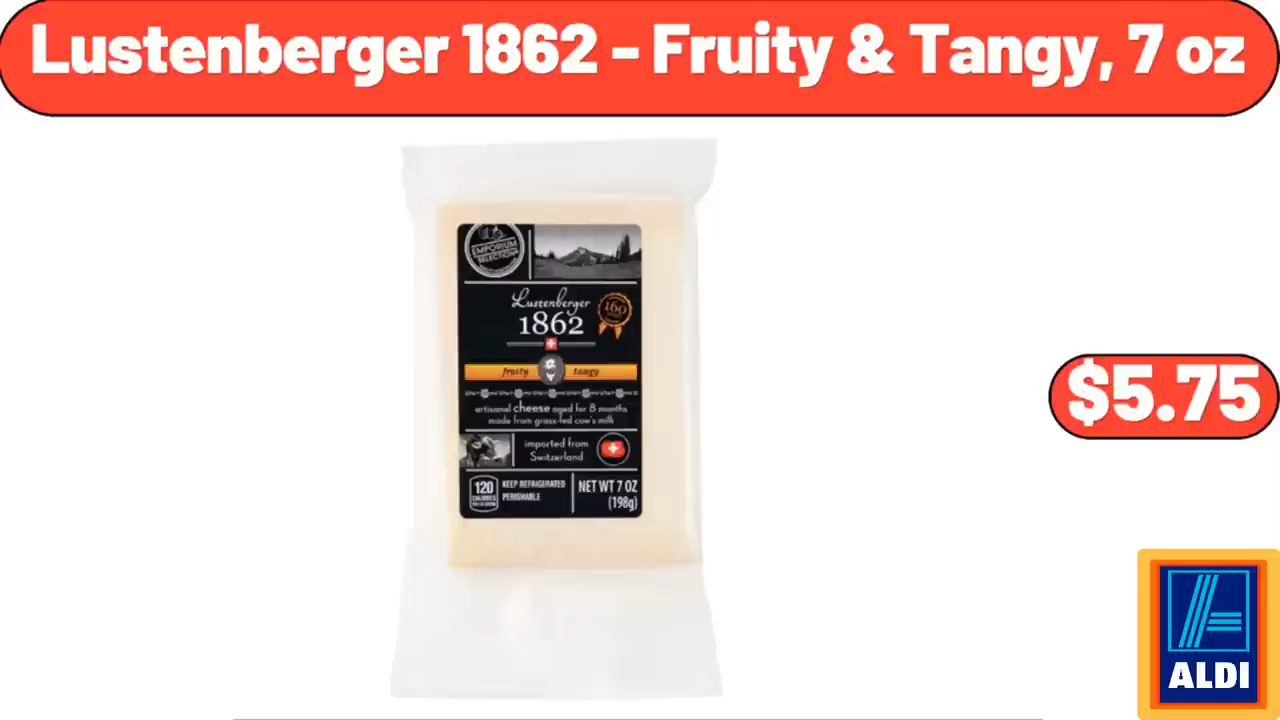 Lustenberger 1862 - Fruity & Tangy, 7 oz
EMPORIUM
SELECTION
Lustenberger
1862
160
fruity tangy
artisanal cheese aged for 8 months
made from grass-fed cow's milk
imported from
Switzerland
120
CALORIES
KEEP REFRIGERATED
PERISHABLE
NET WT 7 OZ
(198g)
$5.75
ALDI